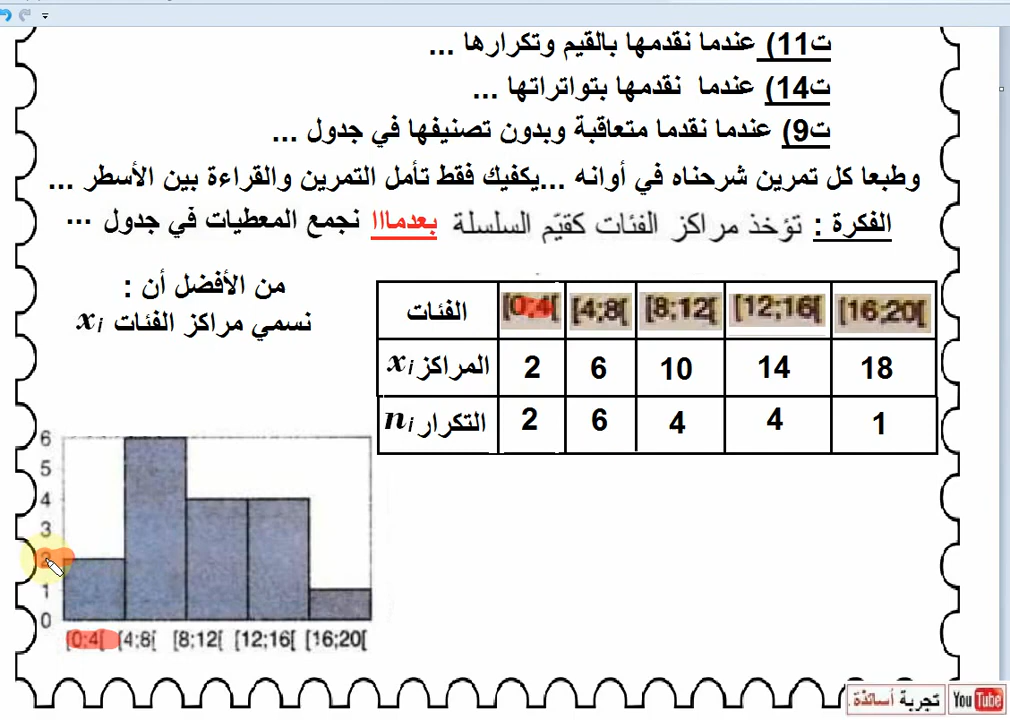 ت11) عندما نقدمها بالقيم وتكرارها ...
ت14) عندما نقدمها بتواتراتها ...
ت9) عندما نقدما متعاقبة وبدون تصنيفها في جدول ...
وطبعا كل تمرين شرحناه في أوانه ...يكفيك فقط تأمل التمرين والقراءة بين الأسطر ...
الفكرة : تؤخذ مراكز الفئات كقيَم السلسلة بعدمااا نجمع المعطيات في جدول ...
من الأفضل أن :
نسمي مراكز الفئات xi
الفئات [0;4[ [4;8[ [8;12[ [12;16[ [16;20[
المراكز xi 2 6 10 14 18
التكرار ni 2 6 4 4 1
6
5
4
3
2
1
0
[0;4[ [4;8[ [8;12[ [12;16[ [16;20[
تجربة أساتذة. YouTube